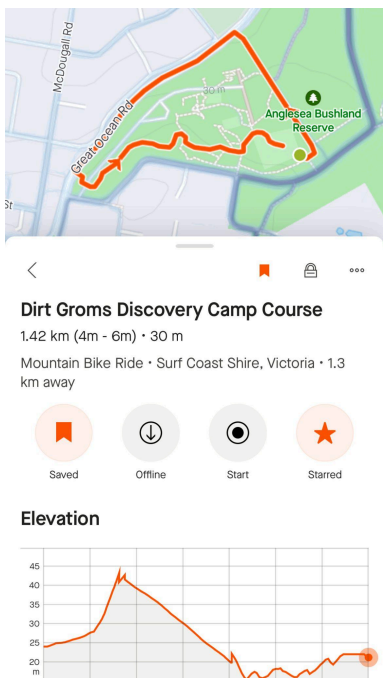 McDougall Rd
30 m
Anglesea Bushland
Reserve
Great Ocean Rd
St
Dirt Groms Discovery Camp Course
1.42 km (4m - 6m) • 30 m
Mountain Bike Ride • Surf Coast Shire, Victoria • 1.3
km away
Saved
Offline
Start
Starred
Elevation
45
40
35
30
25
20
m